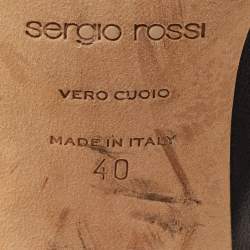 sergio rossi
VERO CUOIO
MADE IN ITALY
40